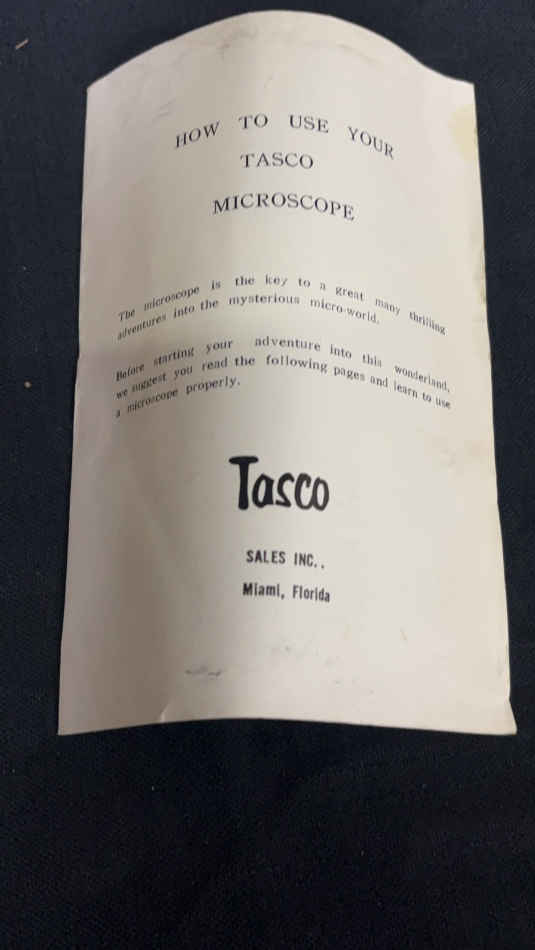 HOW TO USE YOUR
TASCO
MICROSCOPE
The microscope is the key to a great many thrilling
adventures into the mysterious micro-world.
Before starting your adventure into this wonderland,
we suggest you read the following pages and learn to use
a microscope properly.
Tasco
SALES INC..
Miami, Florida